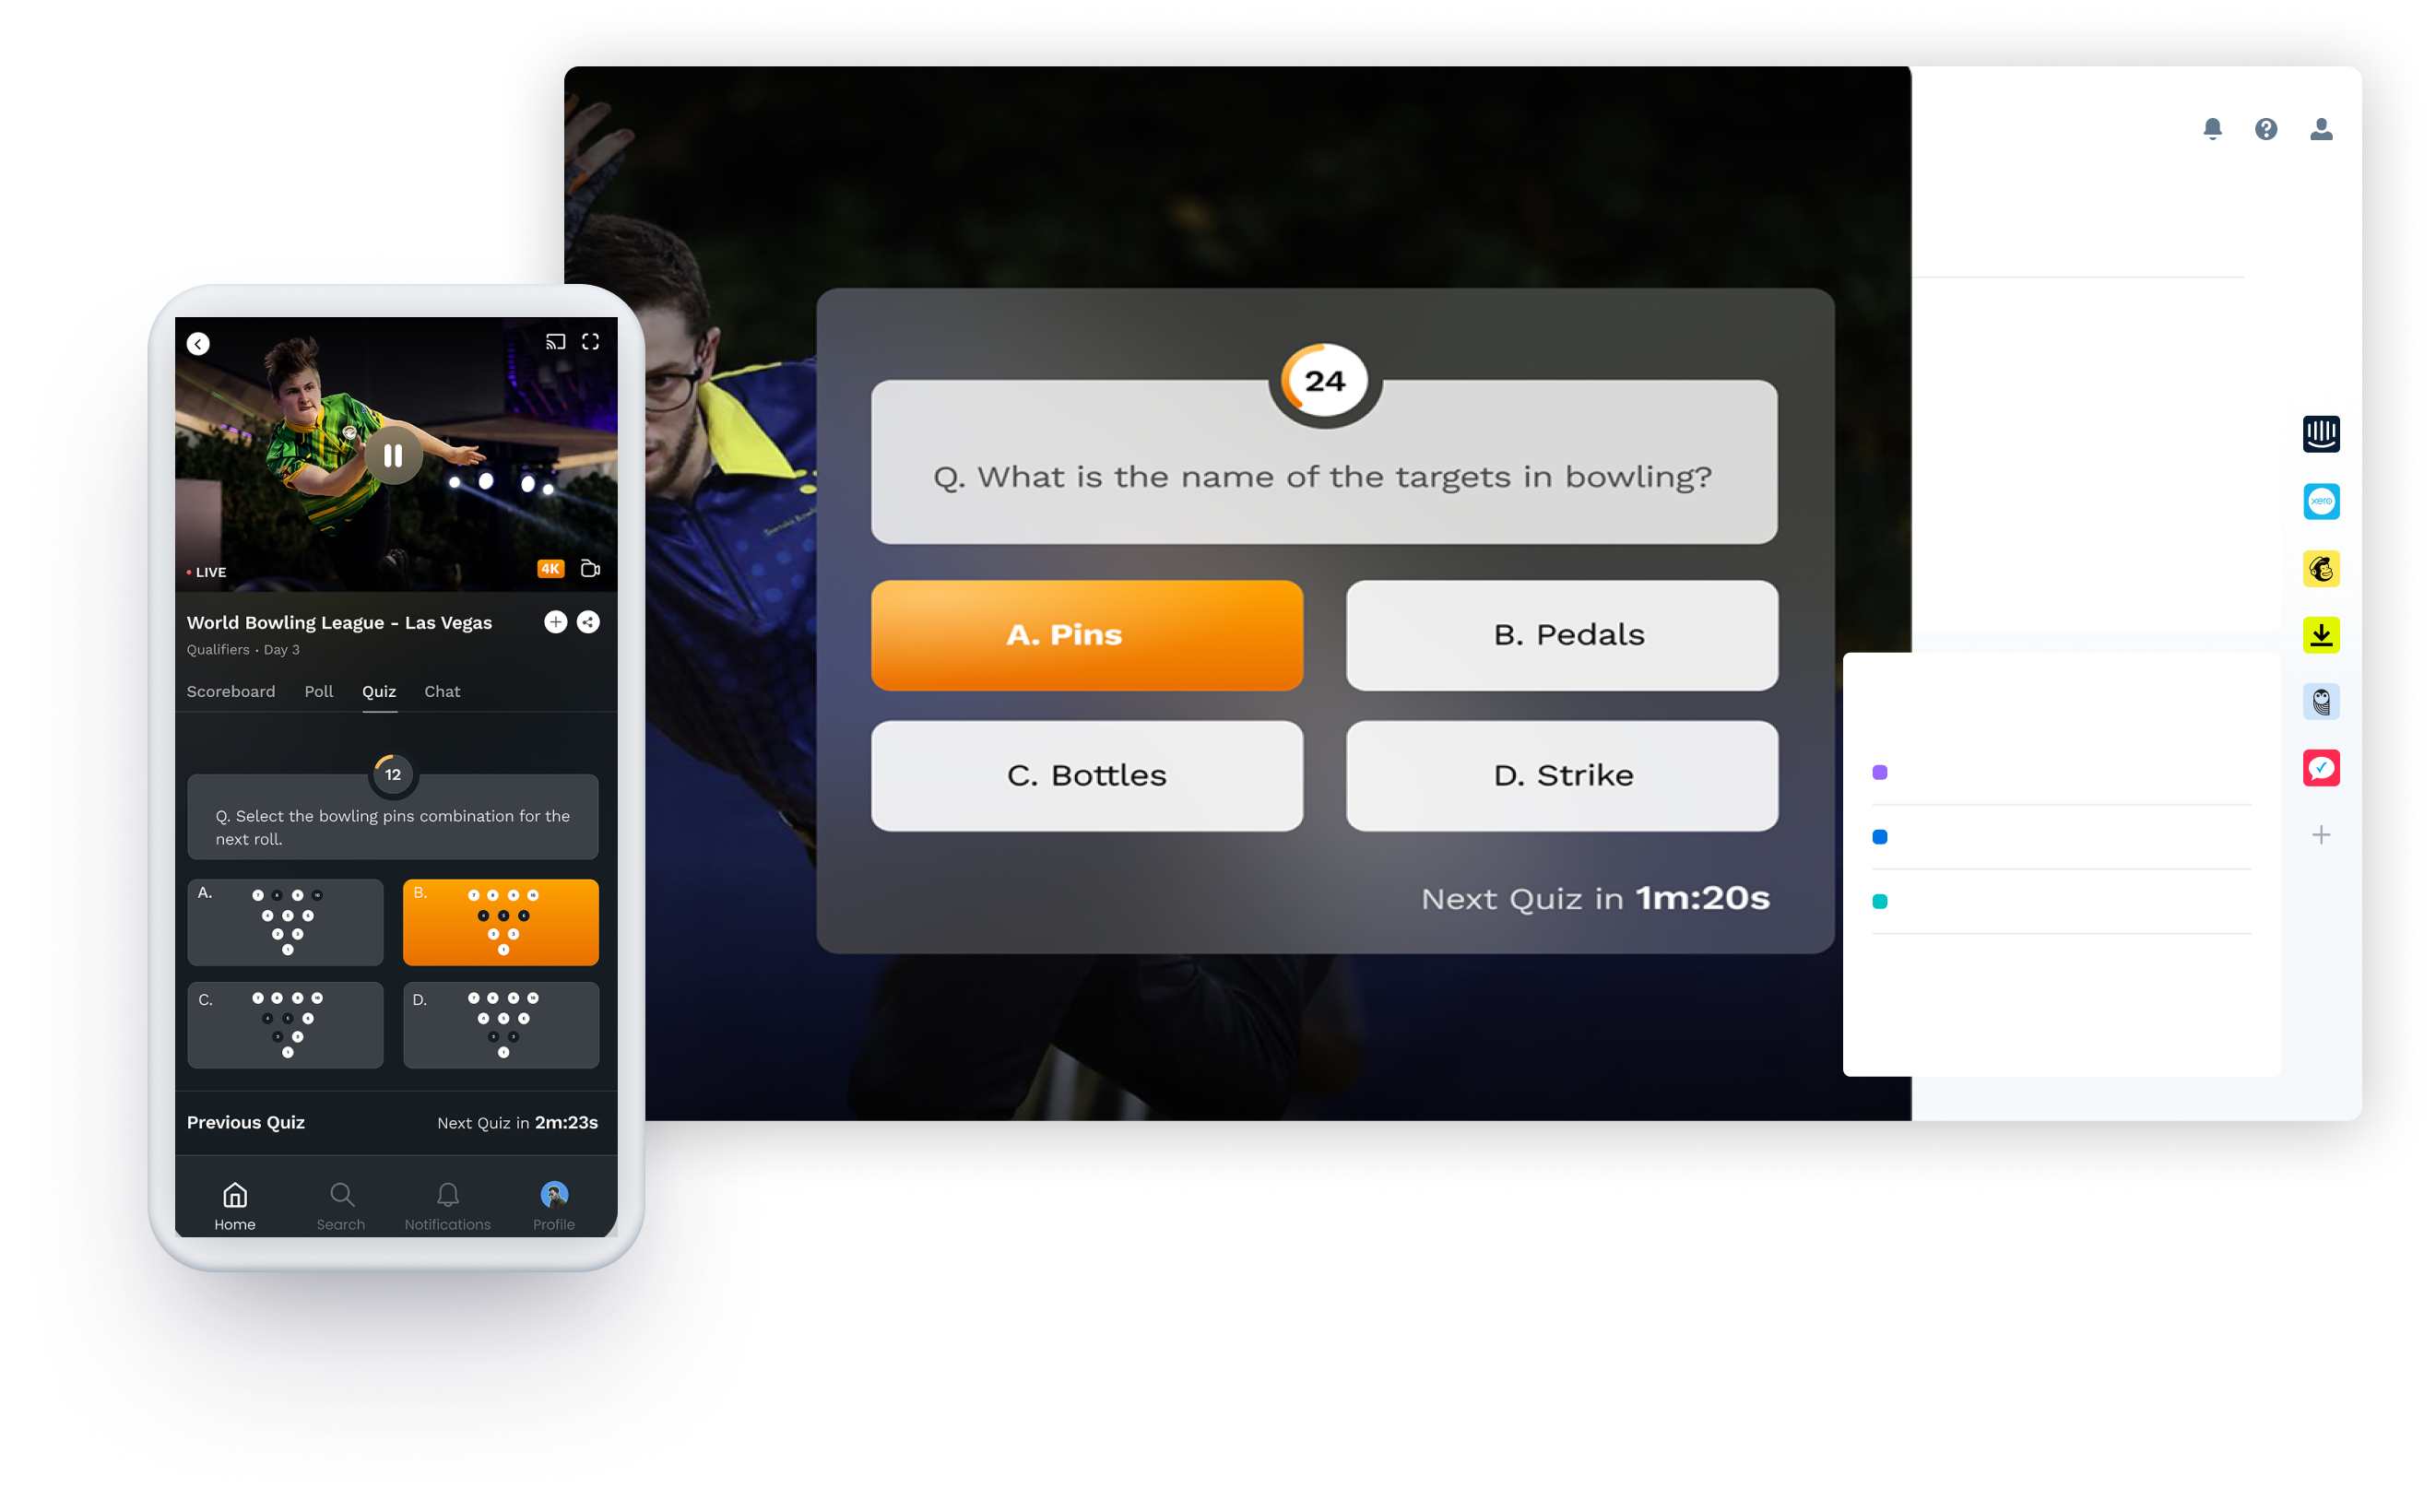 LIVE
4K
World Bowling League - Las Vegas
Qualifiers • Day 3
Scoreboard Poll Quiz Chat
12
Q. Select the bowling pins combination for the
next roll.
A.
B.
C.
D.
Previous Quiz
Next Quiz in 2m:23s
Home Search Notifications Profile
24
Q. What is the name of the targets in bowling?
A. Pins
B. Pedals
C. Bottles
D. Strike
Next Quiz in 1m:20s
xero